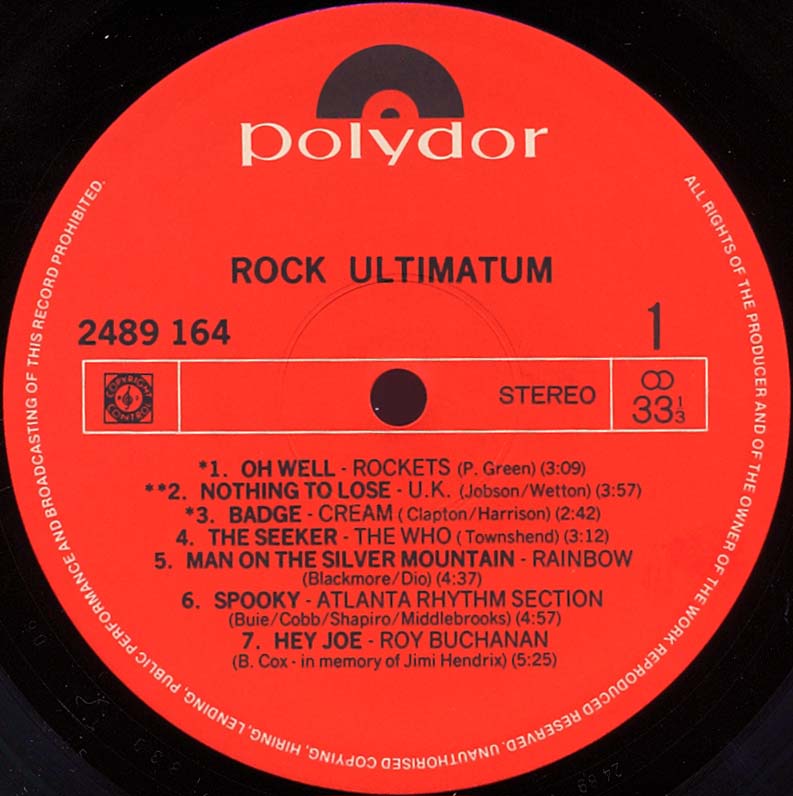 polydor
ROCK ULTIMATUM
2489 164
1
COPYRIGHT CONTROL
STEREO
33 1/3
*1. OH WELL - ROCKETS (P. Green) (3:09)
**2. NOTHING TO LOSE - U.K. (Jobson/Wetton) (3:57)
*3. BADGE - CREAM (Clapton/Harrison) (2:42)
4. THE SEEKER - THE WHO (Townshend) (3:12)
5. MAN ON THE SILVER MOUNTAIN - RAINBOW
(Blackmore/Dio) (4:37)
6. SPOOKY - ATLANTA RHYTHM SECTION
(Buie/Cobb/Shapiro/Middlebrooks) (4:57)
7. HEY JOE - ROY BUCHANAN
(B. Cox - in memory of Jimi Hendrix) (5:25)
ALL RIGHTS OF THE PRODUCER AND OF THE OWNER OF THE WORK REPRODUCED RESERVED. UNAUTHORISED COPYING, HIRING, LENDING, PUBLIC PERFORMANCE AND BROADCASTING OF THIS RECORD PROHIBITED.